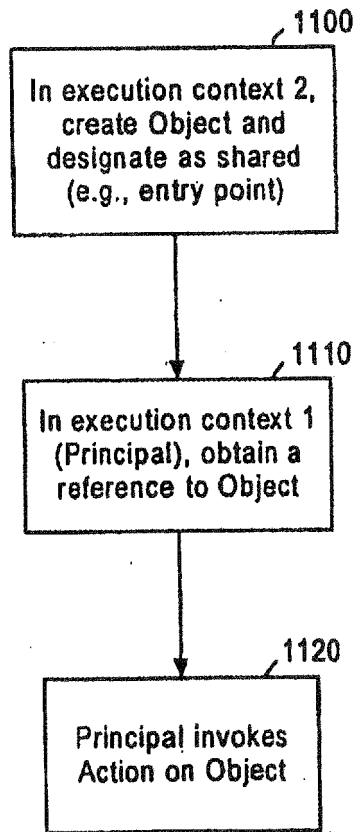 1100
In execution context 2,
create Object and
designate as shared
(e.g., entry point)
1110
In execution context 1
(Principal), obtain a
reference to Object
1120
Principal invokes
Action on Object